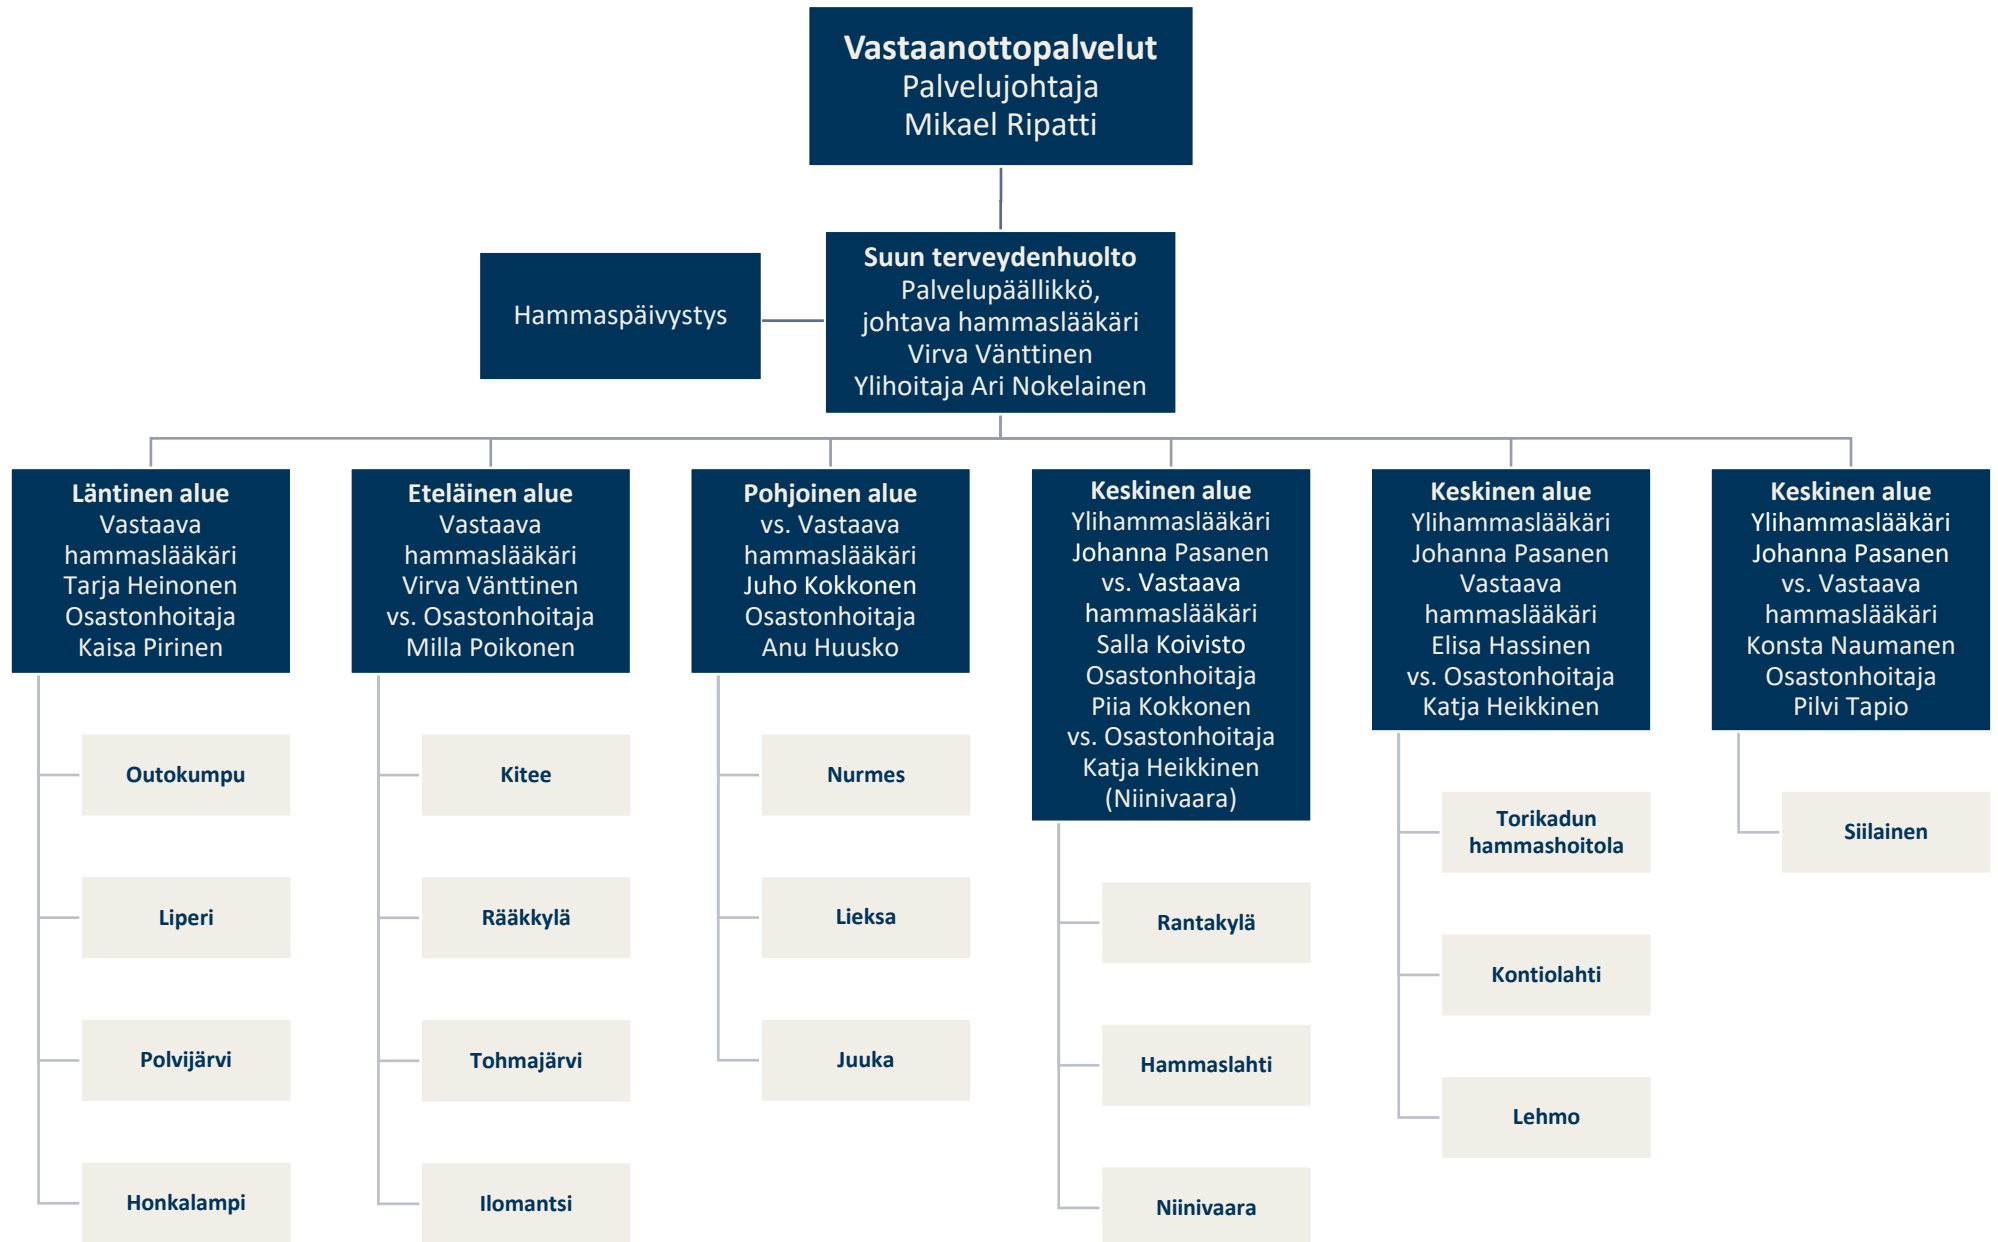 Vastaanottopalvelut
Palvelujohtaja
Mikael Ripatti
Hammaspäivystys
Suun terveydenhuolto
Palvelupäällikkö,
johtava hammaslääkäri
Virva Vänttinen
Ylihoitaja Ari Nokelainen
Läntinen alue
Vastaava
hammaslääkäri
Tarja Heinonen
Osastonhoitaja
Kaisa Pirinen
Outokumpu
Liperi
Polvijärvi
Honkalampi
Eteläinen alue
Vastaava
hammaslääkäri
Virva Vänttinen
vs. Osastonhoitaja
Milla Poikonen
Kitee
Rääkkylä
Tohmajärvi
Ilomantsi
Pohjoinen alue
vs. Vastaava
hammaslääkäri
Juho Kokkonen
Osastonhoitaja
Anu Huusko
Nurmes
Lieksa
Juuka
Keskinen alue
Ylihammaslääkäri
Johanna Pasanen
vs. Vastaava
hammaslääkäri
Salla Koivisto
Osastonhoitaja
Piia Kokkonen
vs. Osastonhoitaja
Katja Heikkinen
(Niinivaara)
Rantakylä
Hammaslahti
Niinivaara
Keskinen alue
Ylihammaslääkäri
Johanna Pasanen
Vastaava
hammaslääkäri
Elisa Hassinen
vs. Osastonhoitaja
Katja Heikkinen
Torikadun
hammashoitola
Kontiolahti
Lehmo
Keskinen alue
Ylihammaslääkäri
Johanna Pasanen
vs. Vastaava
hammaslääkäri
Konsta Naumanen
Osastonhoitaja
Pilvi Tapio
Siilainen